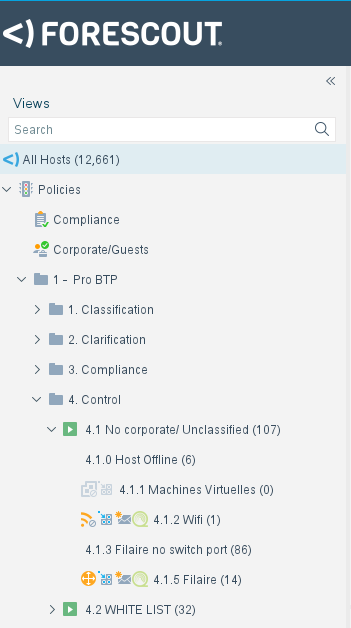 FORESCOUT
Views
Search
All Hosts (12,661)
Policies
Compliance
Corporate/Guests
1 - Pro BTP
1. Classification
2. Clarification
3. Compliance
4. Control
4.1 No corporate/ Unclassified (107)
4.1.0 Host Offline (6)
4.1.1 Machines Virtuelles (0)
4.1.2 Wifi (1)
4.1.3 Filaire no switch port (86)
4.1.5 Filaire (14)
4.2 WHITE LIST (32)